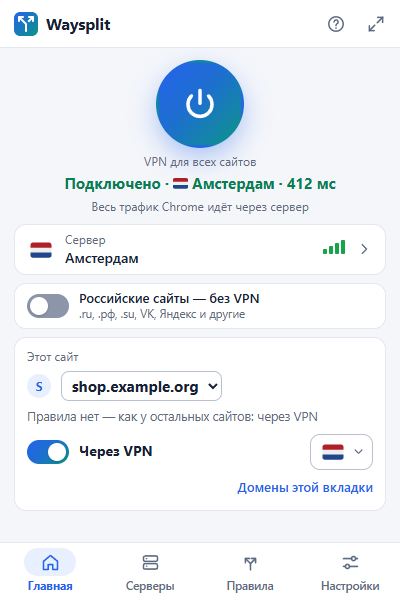 Waysplit
VPN для всех сайтов
Подключено · Амстердам · 412 мс
Весь трафик Chrome идёт через сервер
Сервер
Амстердам
Российские сайты — без VPN
.ru, .рф, .su, VK, Яндекс и другие
Этот сайт
S shop.example.org
Правила нет — как у остальных сайтов: через VPN
Через VPN
Домены этой вкладки
Главная Серверы Правила Настройки